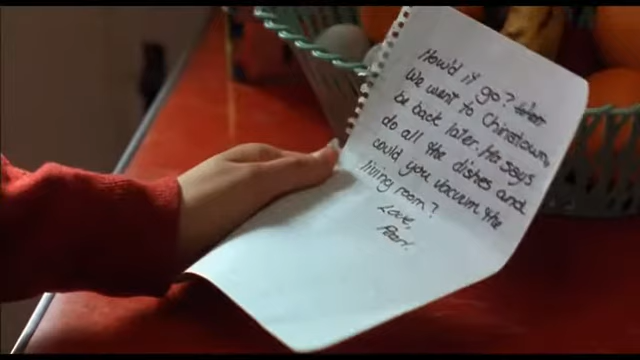 How'd it go?
We went to Chinatown,
be back later. Ma says
do all the dishes and
could you vacuum the
living room?
Love,
Pearl